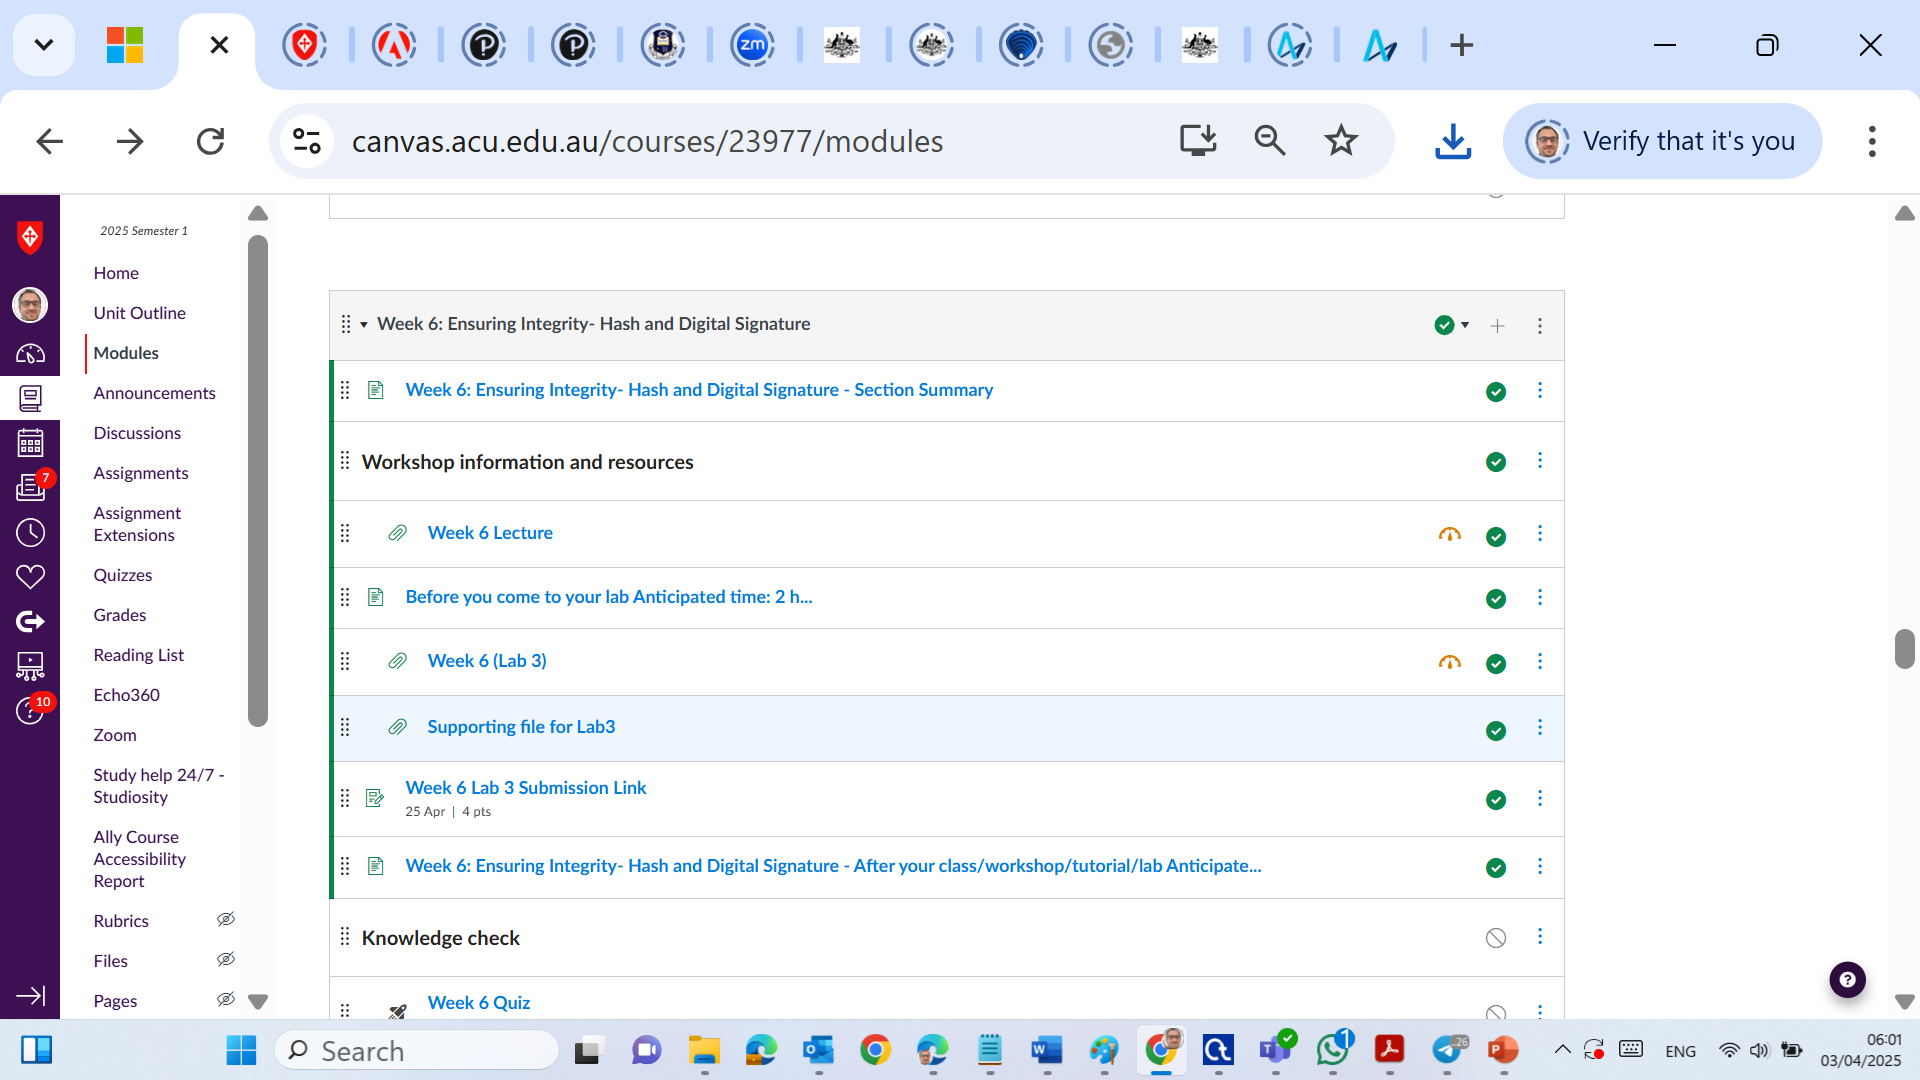 zm
canvas.acu.edu.au/courses/23977/modules
Verify that it's you
2025 Semester 1
Home
Unit Outline
Modules
Announcements
Discussions
Assignments
Assignment
Extensions
Quizzes
Grades
Reading List
Echo360
Zoom
Study help 24/7 -
Studiosity
Ally Course
Accessibility
Report
Rubrics
Files
Pages
7
10
Week 6: Ensuring Integrity- Hash and Digital Signature
Week 6: Ensuring Integrity- Hash and Digital Signature - Section Summary
Workshop information and resources
Week 6 Lecture
Before you come to your lab Anticipated time: 2 h...
Week 6 (Lab 3)
Supporting file for Lab3
Week 6 Lab 3 Submission Link
25 Apr | 4 pts
Week 6: Ensuring Integrity- Hash and Digital Signature - After your class/workshop/tutorial/lab Anticipate...
Knowledge check
Week 6 Quiz
Search
1
26
ENG
06:01
03/04/2025